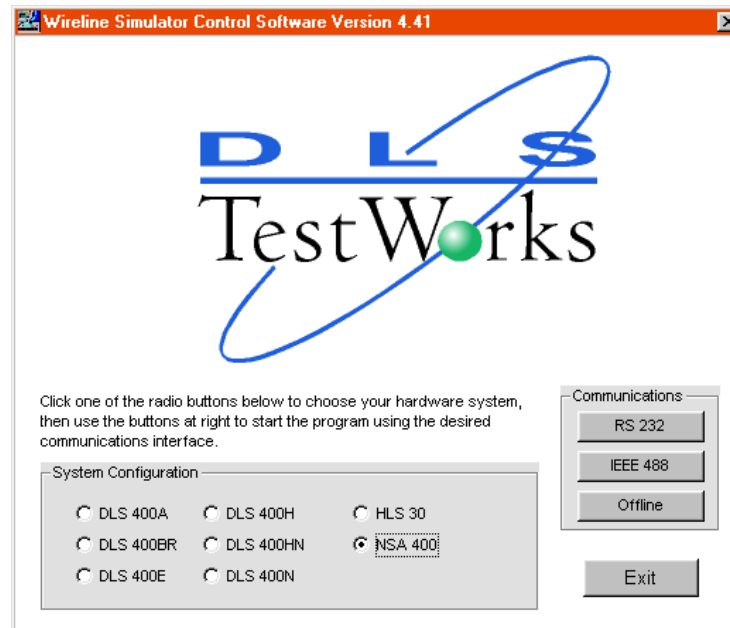 Wireline Simulator Control Software Version 4.41
D L S
TestWorks
Click one of the radio buttons below to choose your hardware system,
then use the buttons at right to start the program using the desired
communications interface.
Communications
RS 232
IEEE 488
Offline
System Configuration
DLS 400A DLS 400H HLS 30
DLS 400BR DLS 400HN NSA 400
DLS 400E DLS 400N
Exit